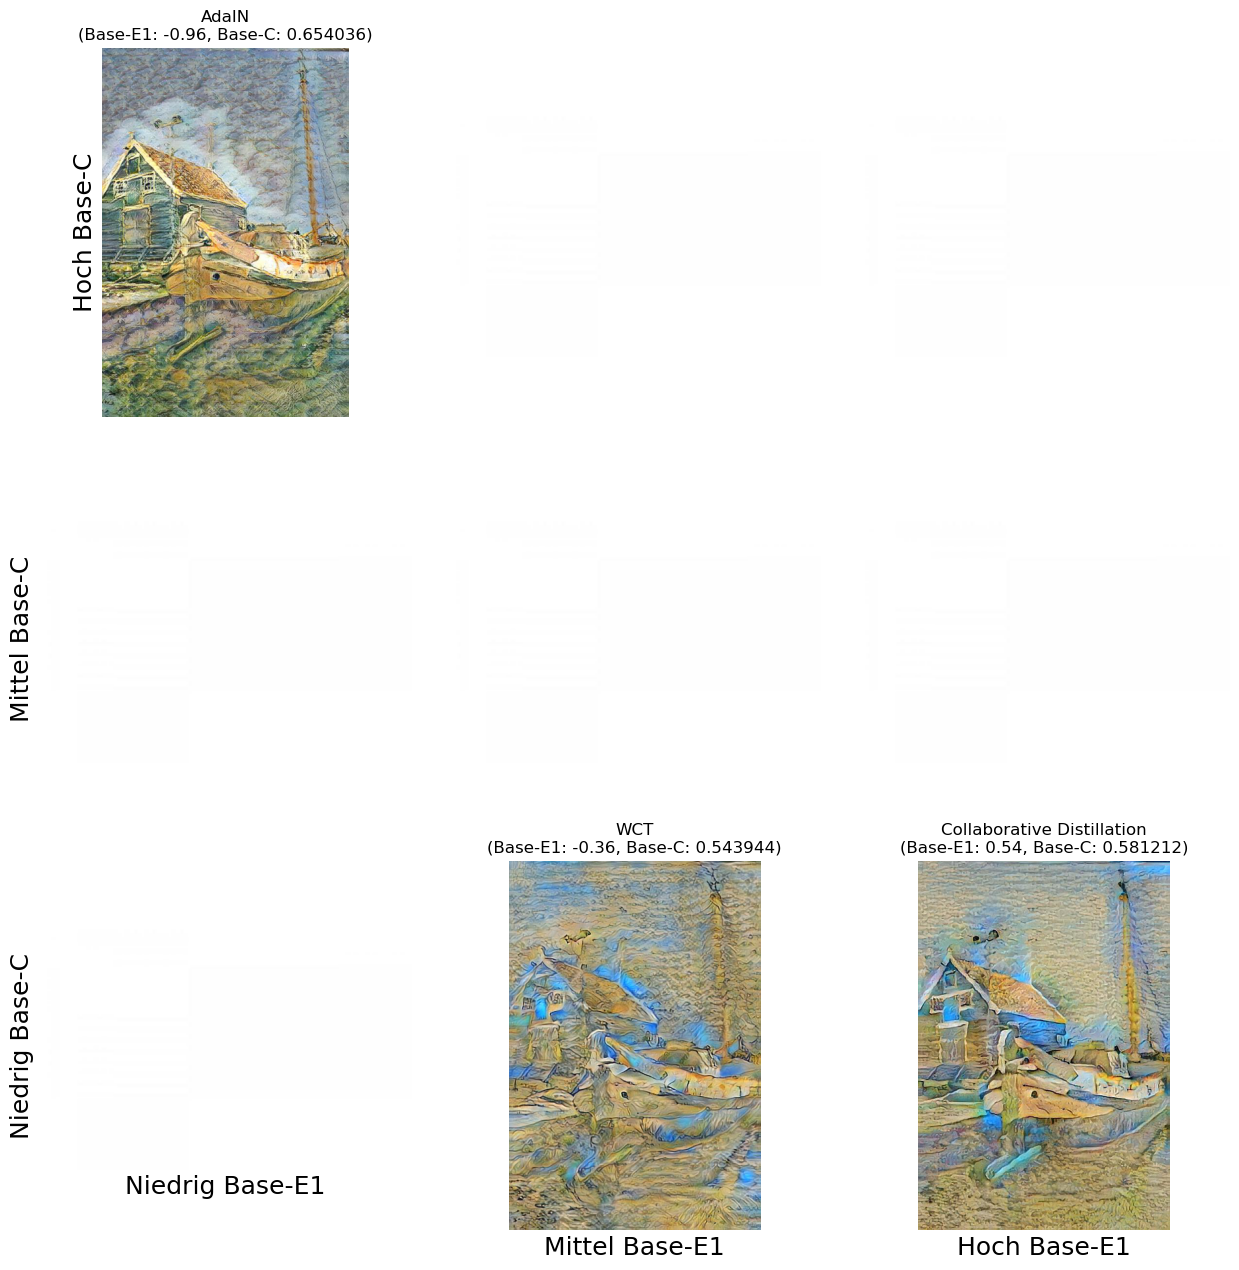 AdaIN
(Base-E1: -0.96, Base-C: 0.654036)
Hoch Base-C
Mittel Base-C
WCT
(Base-E1: -0.36, Base-C: 0.543944)
Collaborative Distillation
(Base-E1: 0.54, Base-C: 0.581212)
Niedrig Base-C
Niedrig Base-E1
Mittel Base-E1
Hoch Base-E1